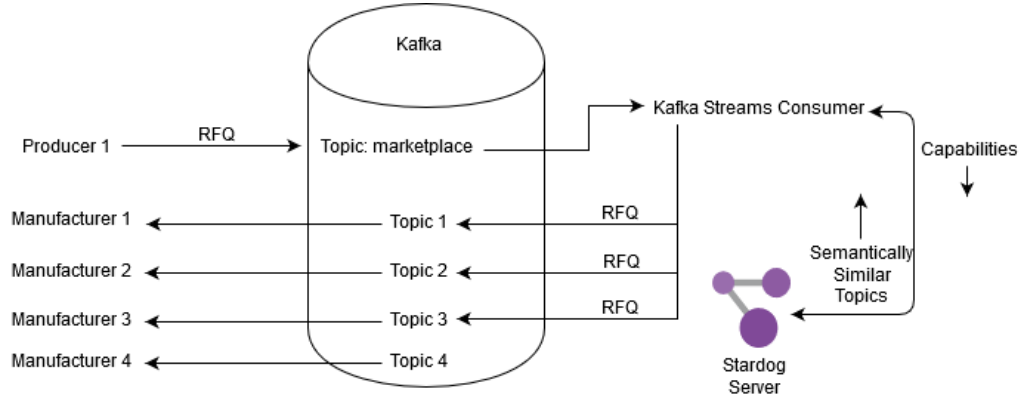 Kafka
Kafka Streams Consumer
Producer 1
RFQ
Topic: marketplace
Capabilities
Manufacturer 1
Topic 1
RFQ
Manufacturer 2
Topic 2
RFQ
Semantically
Similar
Topics
Manufacturer 3
Topic 3
RFQ
Manufacturer 4
Topic 4
Stardog
Server